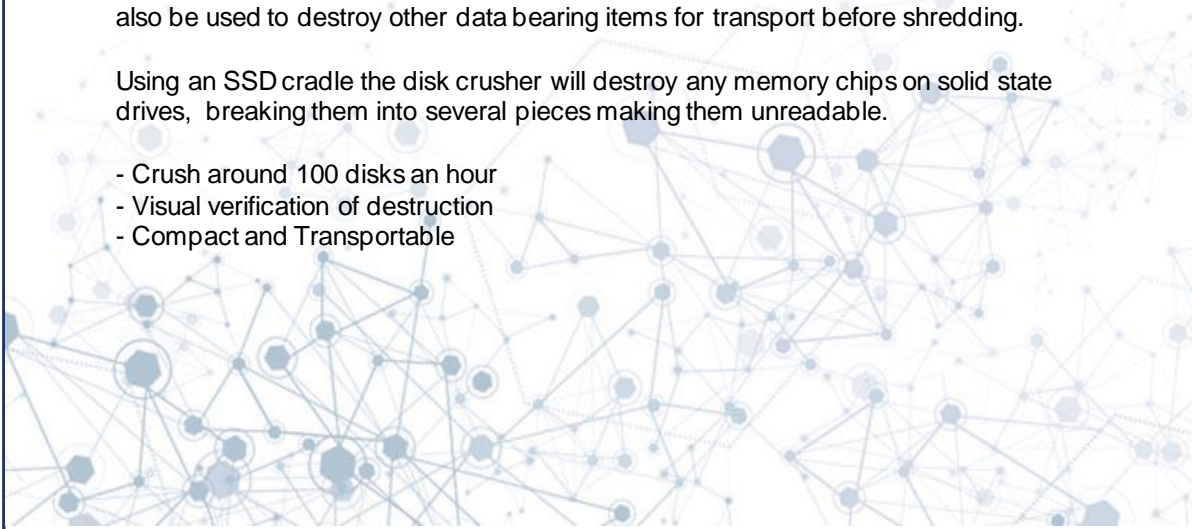 also be used to destroy other data bearing items for transport before shredding.
Using an SSD cradle the disk crusher will destroy any memory chips on solid state
drives, breaking them into several pieces making them unreadable.
- Crush around 100 disks an hour
- Visual verification of destruction
- Compact and Transportable